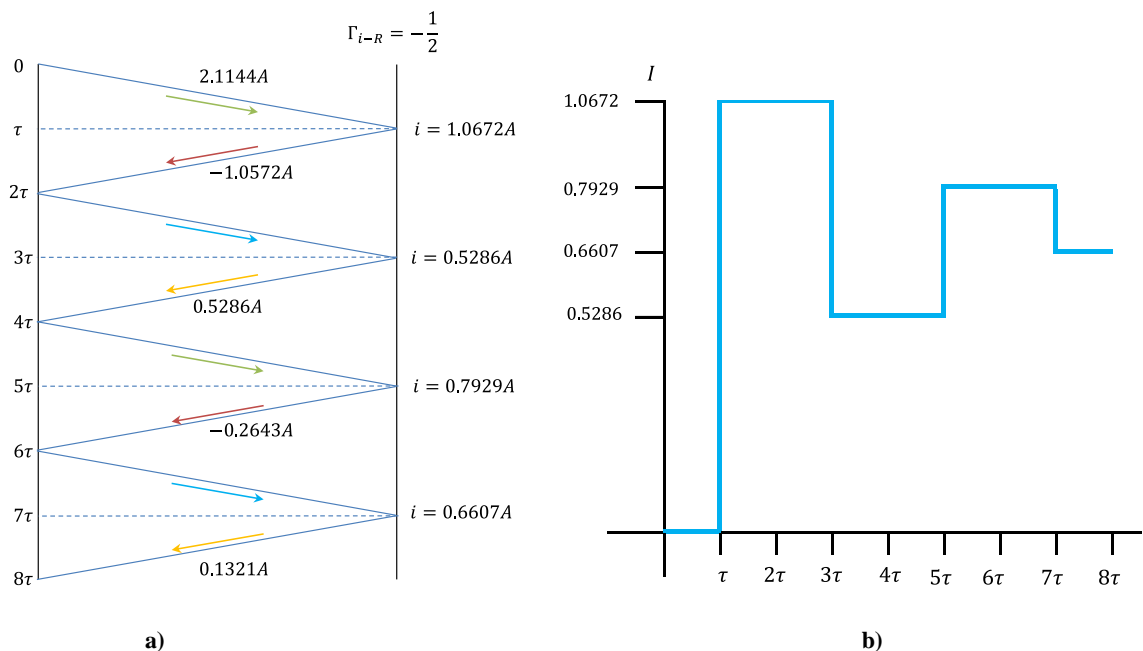 Γi−R = −1/2
0
2.1144A
τ
i = 1.0672A
−1.0572A
2τ
3τ
i = 0.5286A
0.5286A
4τ
5τ
i = 0.7929A
−0.2643A
6τ
7τ
i = 0.6607A
0.1321A
8τ
a)
I
1.0672
0.7929
0.6607
0.5286
τ 2τ 3τ 4τ 5τ 6τ 7τ 8τ
b)